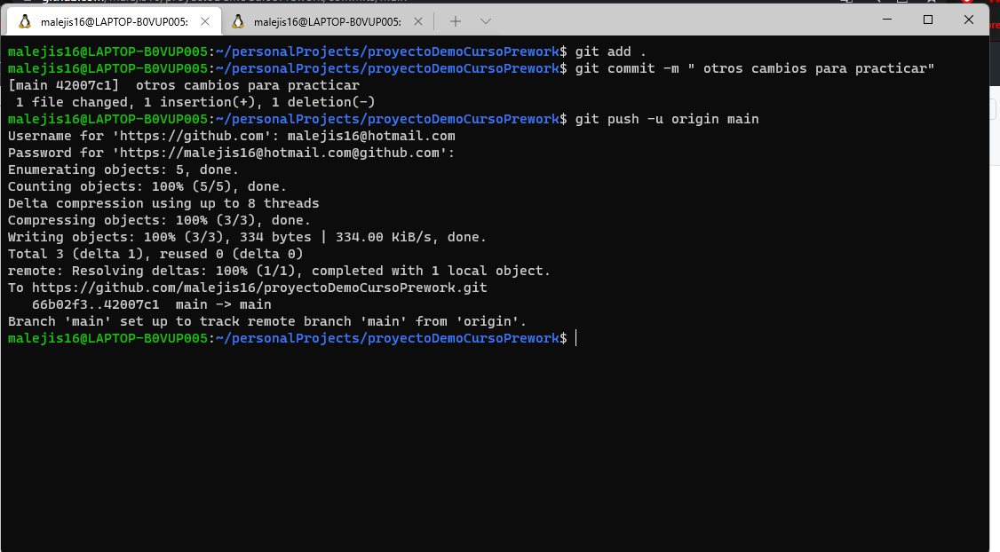 malejis16@LAPTOP-B0VUP005: malejis16@LAPTOP-B0VUP005:
malejis16@LAPTOP-B0VUP005:~/personalProjects/proyectoDemoCursoPrework$ git add .
malejis16@LAPTOP-B0VUP005:~/personalProjects/proyectoDemoCursoPrework$ git commit -m " otros cambios para practicar"
[main 42007c1]  otros cambios para practicar
 1 file changed, 1 insertion(+), 1 deletion(-)
malejis16@LAPTOP-B0VUP005:~/personalProjects/proyectoDemoCursoPrework$ git push -u origin main
Username for 'https://github.com': malejis16@hotmail.com
Password for 'https://malejis16@hotmail.com@github.com':
Enumerating objects: 5, done.
Counting objects: 100% (5/5), done.
Delta compression using up to 8 threads
Compressing objects: 100% (3/3), done.
Writing objects: 100% (3/3), 334 bytes | 334.00 KiB/s, done.
Total 3 (delta 1), reused 0 (delta 0)
remote: Resolving deltas: 100% (1/1), completed with 1 local object.
To https://github.com/malejis16/proyectoDemoCursoPrework.git
   66b02f3..42007c1  main -> main
Branch 'main' set up to track remote branch 'main' from 'origin'.
malejis16@LAPTOP-B0VUP005:~/personalProjects/proyectoDemoCursoPrework$